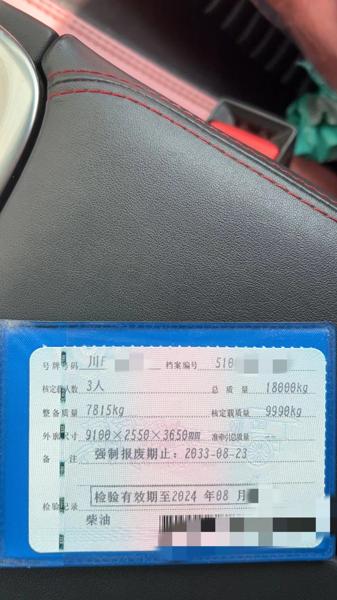 号牌号码 川F 档案编号 510
核定载人数 3人 总质量 18000kg
整备质量 7815kg 核定载质量 9990kg
外廓尺寸 9100×2550×3650mm 准牵引总质量
备注 强制报废期止：2033-08-23
检验记录 检验有效期至2024年08月
柴油